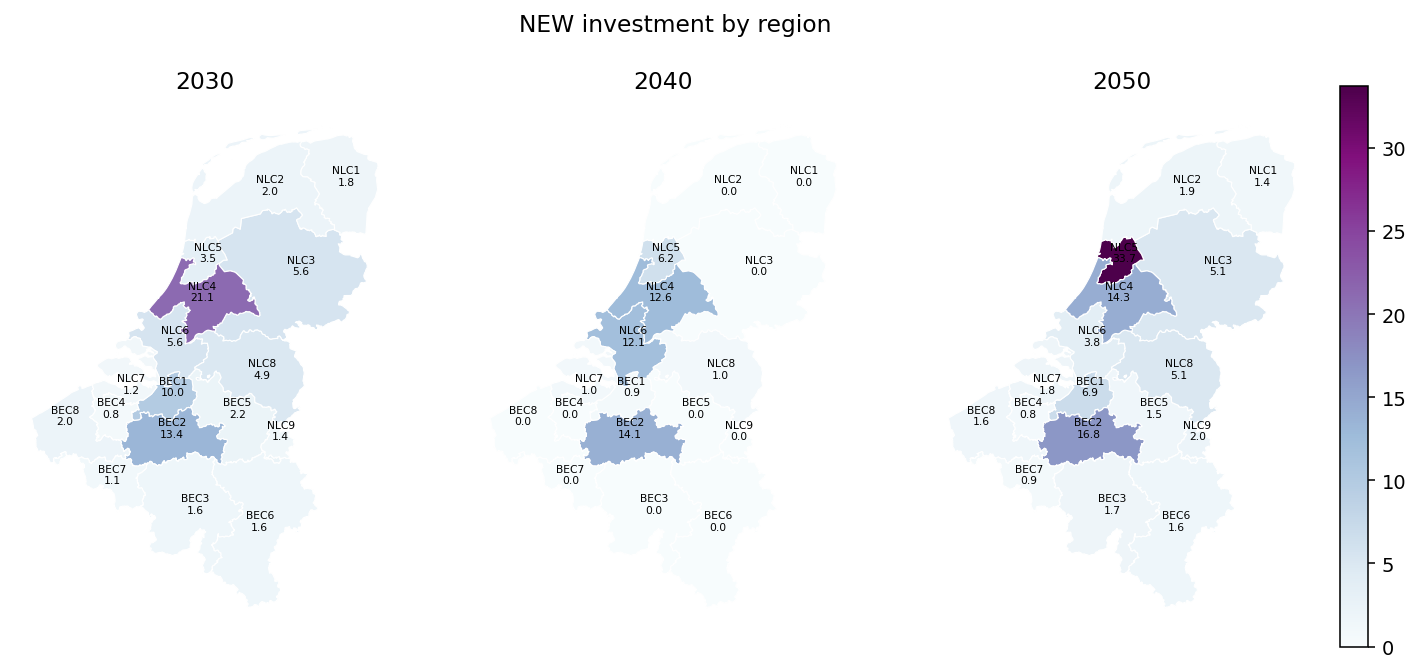 NEW investment by region
2030
2040
2050
NLC1
1.8
NLC2
2.0
NLC5
3.5
NLC3
5.6
NLC4
21.1
NLC6
5.6
NLC8
4.9
NLC7
1.2
BEC1
10.0
BEC4
0.8
BEC5
2.2
BEC8
2.0
BEC2
13.4
NLC9
1.4
BEC7
1.1
BEC3
1.6
BEC6
1.6
NLC1
0.0
NLC2
0.0
NLC5
6.2
NLC3
0.0
NLC4
12.6
NLC6
12.1
NLC8
1.0
NLC7
1.0
BEC1
0.9
BEC4
0.0
BEC5
0.0
BEC8
0.0
BEC2
14.1
NLC9
0.0
BEC7
0.0
BEC3
0.0
BEC6
0.0
NLC1
1.4
NLC2
1.9
NLC5
33.7
NLC3
5.1
NLC4
14.3
NLC6
3.8
NLC8
5.1
NLC7
1.8
BEC1
6.9
BEC4
0.8
BEC5
1.5
BEC8
1.6
BEC2
16.8
NLC9
2.0
BEC7
0.9
BEC3
1.7
BEC6
1.6
30
25
20
15
10
5
0